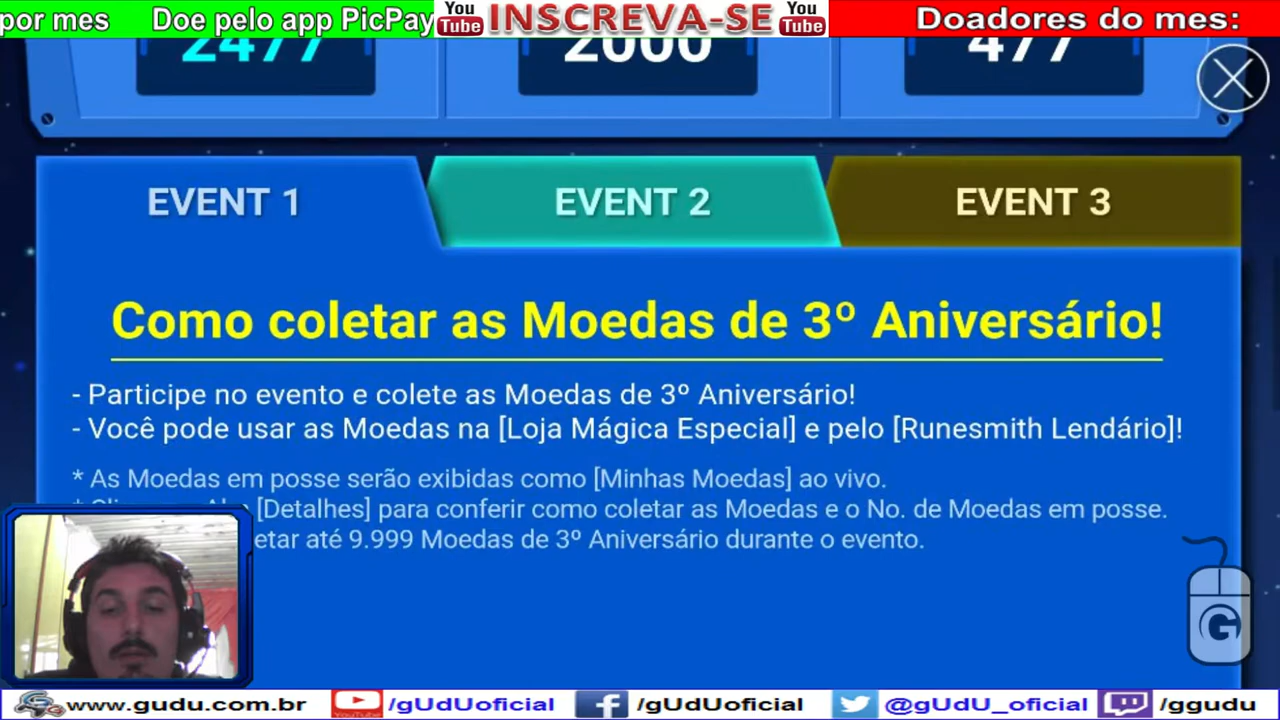 por mes Doe pelo app PicPay You Tube INSCREVA-SE You Tube Doadores do mes:
2477 2000 477
EVENT 1 EVENT 2 EVENT 3
Como coletar as Moedas de 3º Aniversário!
- Participe no evento e colete as Moedas de 3º Aniversário!
- Você pode usar as Moedas na [Loja Mágica Especial] e pelo [Runesmith Lendário]!
* As Moedas em posse serão exibidas como [Minhas Moedas] ao vivo.
[Detalhes] para conferir como coletar as Moedas e o No. de Moedas em posse.
etar até 9.999 Moedas de 3º Aniversário durante o evento.
G
www.gudu.com.br YouTube /gUdUoficial /gUdUoficial @gUdU_oficial /ggudu